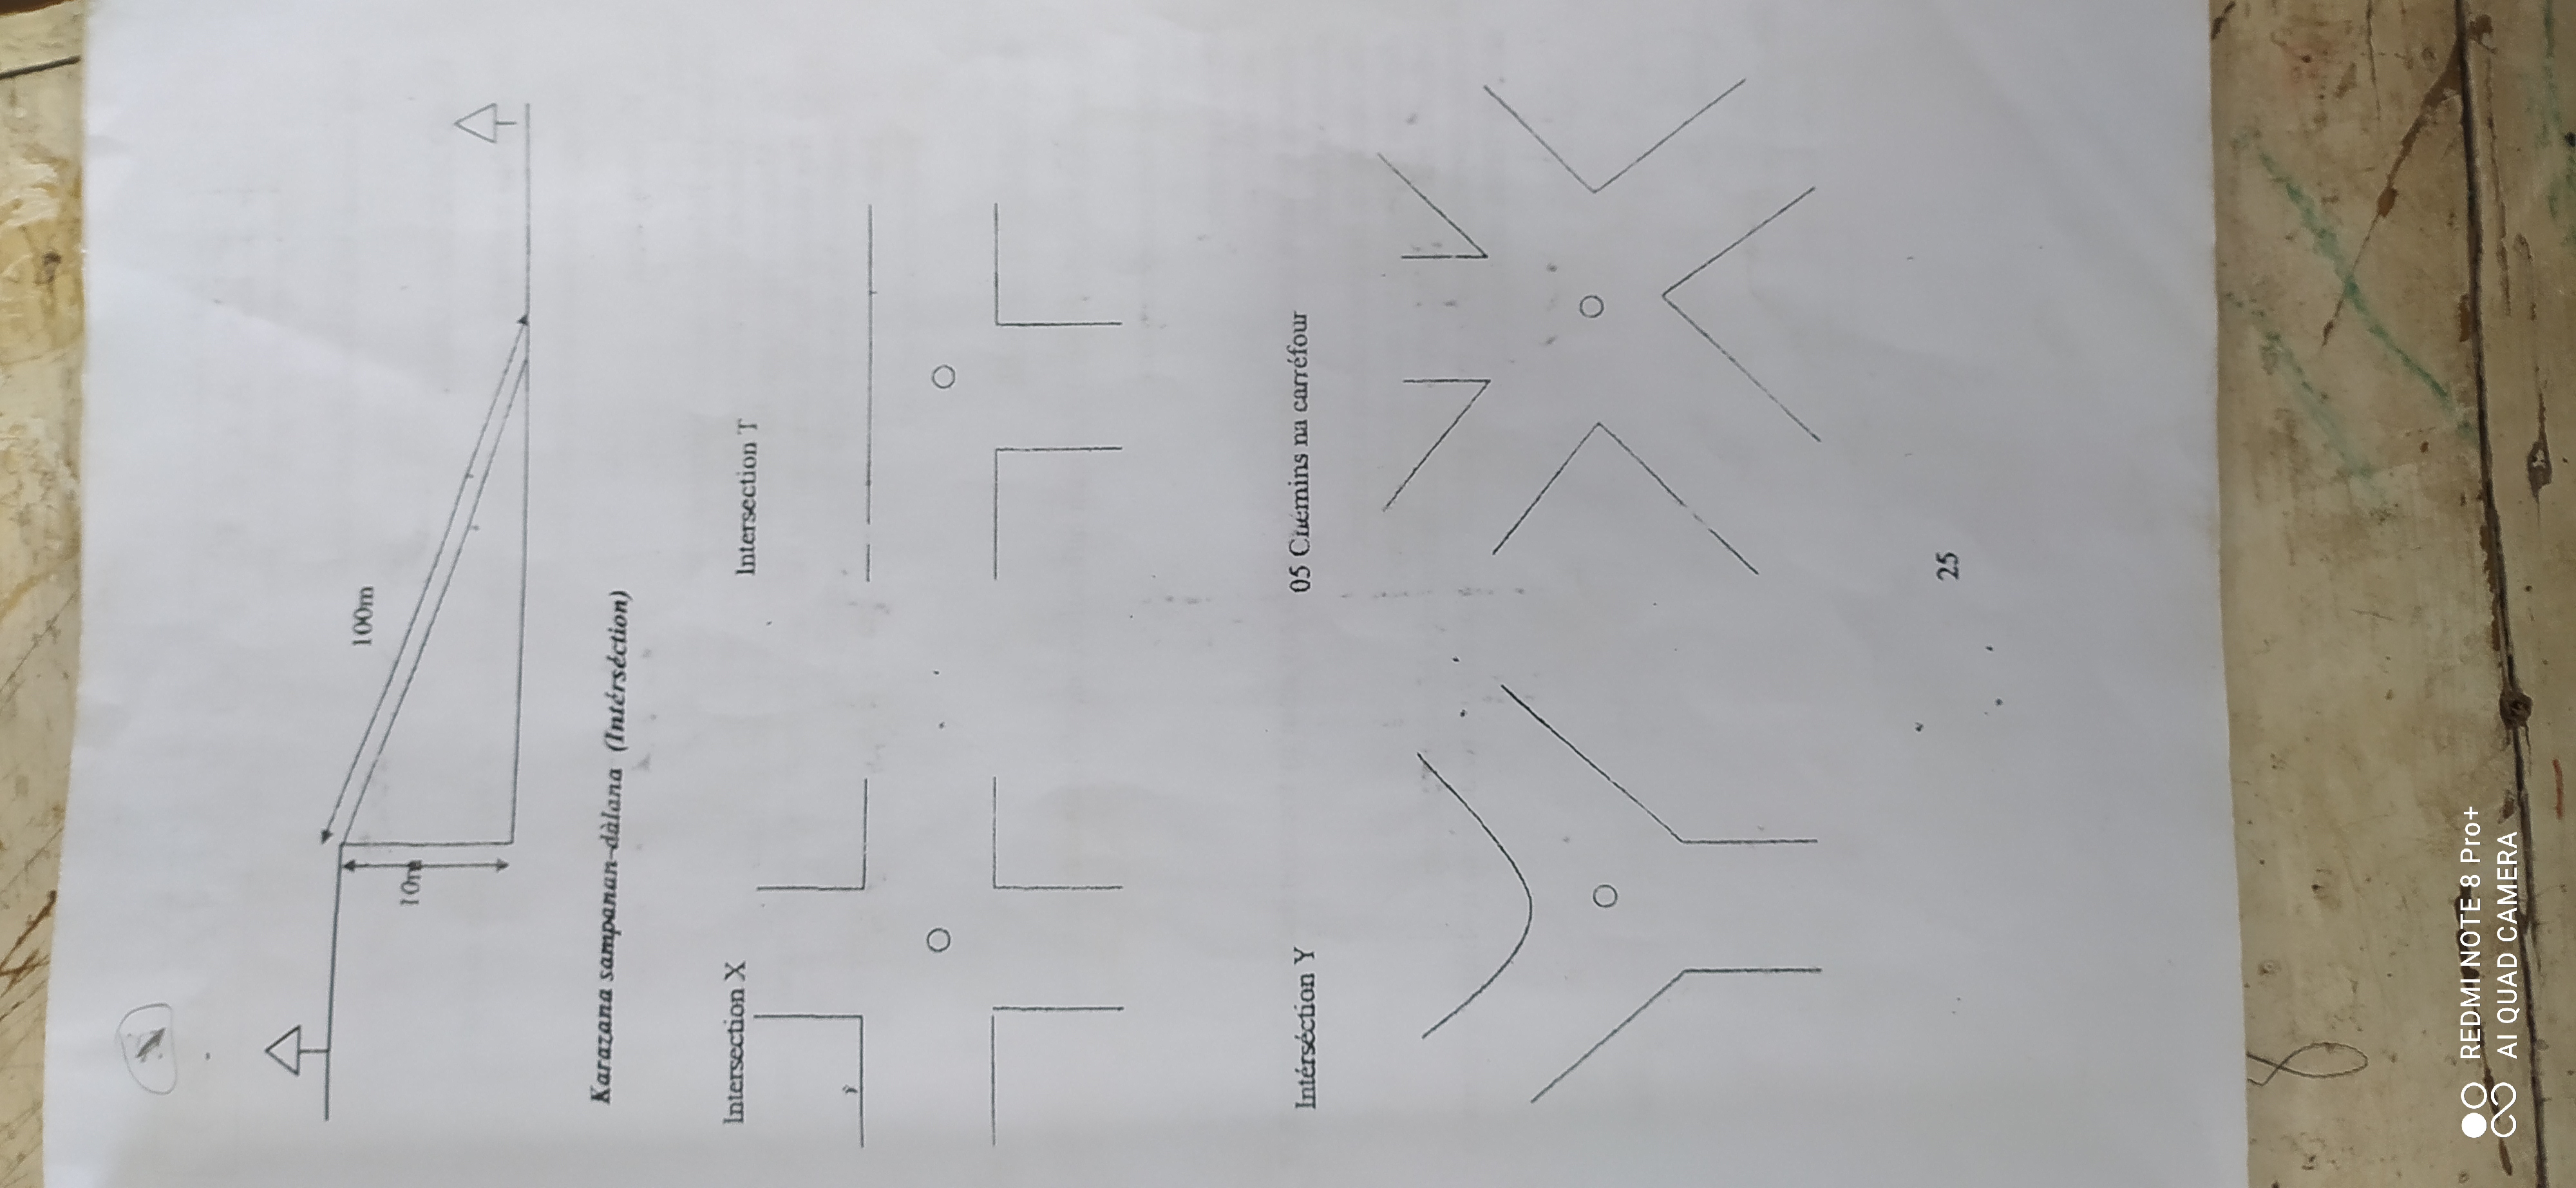 100m
10m
Karazana sampanan-dàlana (Intérséction)
Intersection X
Intersection T
Intérséction Y
05 Chémins na carréfour
25
REDMI NOTE 8 Pro+
AI QUAD CAMERA